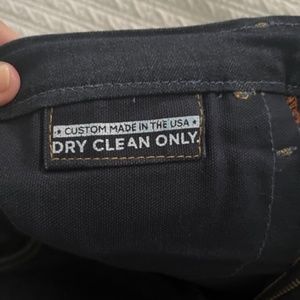 ★ CUSTOM MADE IN THE USA ★
DRY CLEAN ONLY.